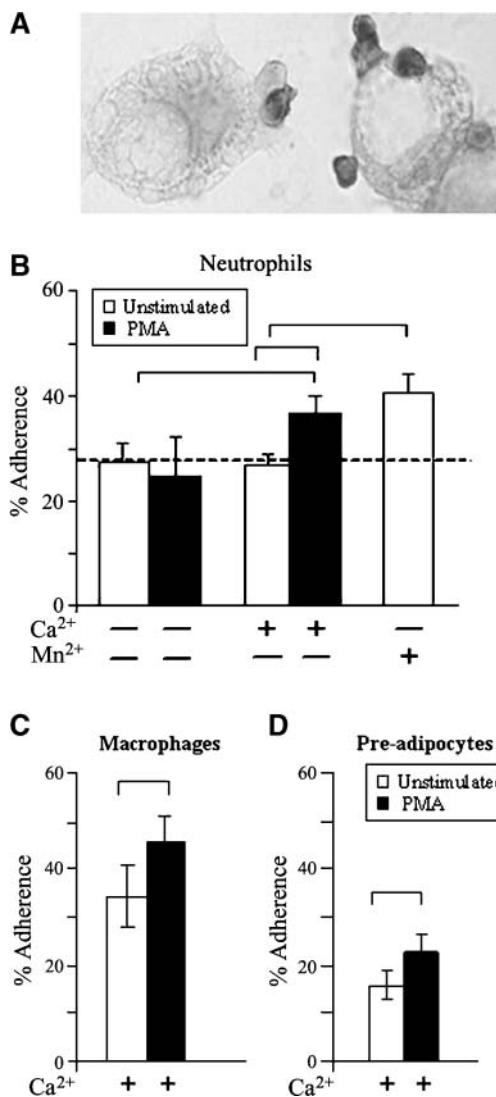 A
B
Neutrophils
60
Unstimulated
PMA
40
% Adherence
20
0
Ca²⁺ — — + + —
Mn²⁺ — — — — +
C
Macrophages
60
40
% Adherence
20
0
Ca²⁺ + +
D
Pre-adipocytes
60
Unstimulated
PMA
40
% Adherence
20
0
Ca²⁺ + +